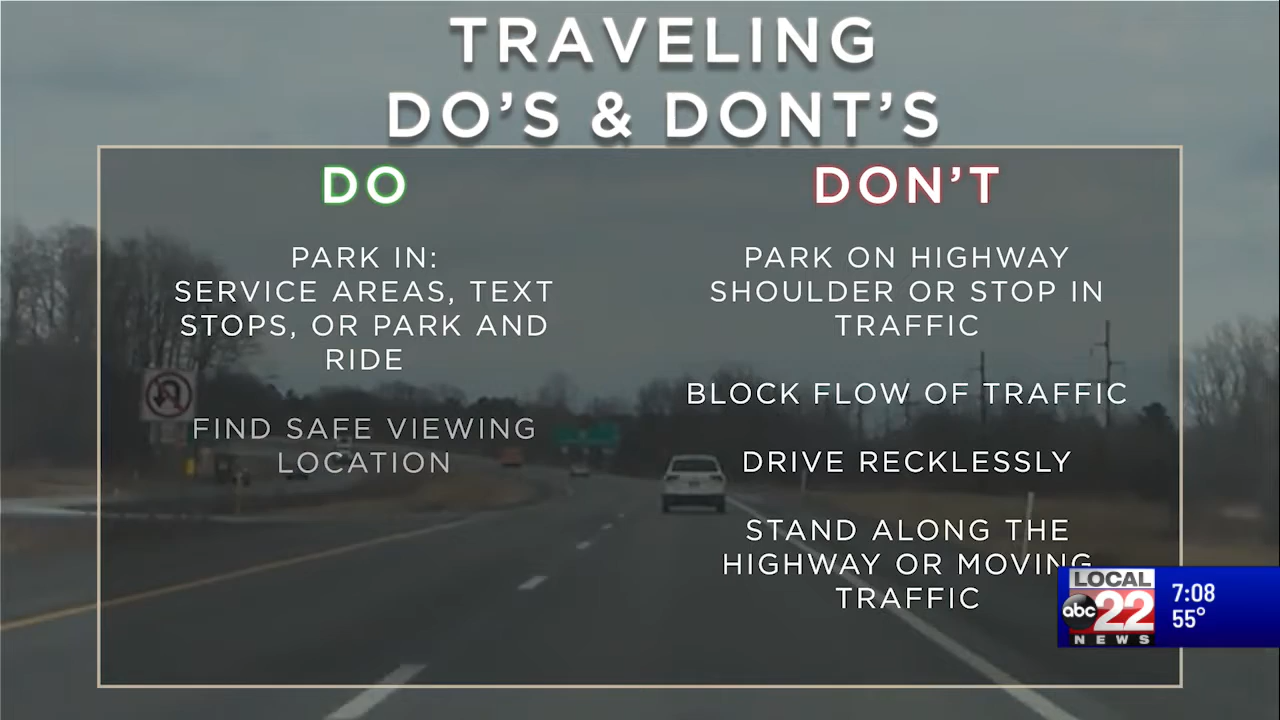 TRAVELING
DO'S & DONT'S
DO
PARK IN:
SERVICE AREAS, TEXT
STOPS, OR PARK AND
RIDE
FIND SAFE VIEWING
LOCATION
DON'T
PARK ON HIGHWAY
SHOULDER OR STOP IN
TRAFFIC
BLOCK FLOW OF TRAFFIC
DRIVE RECKLESSLY
STAND ALONG THE
HIGHWAY OR MOVING
TRAFFIC
LOCAL
abc 22
NEWS
7:08
55°